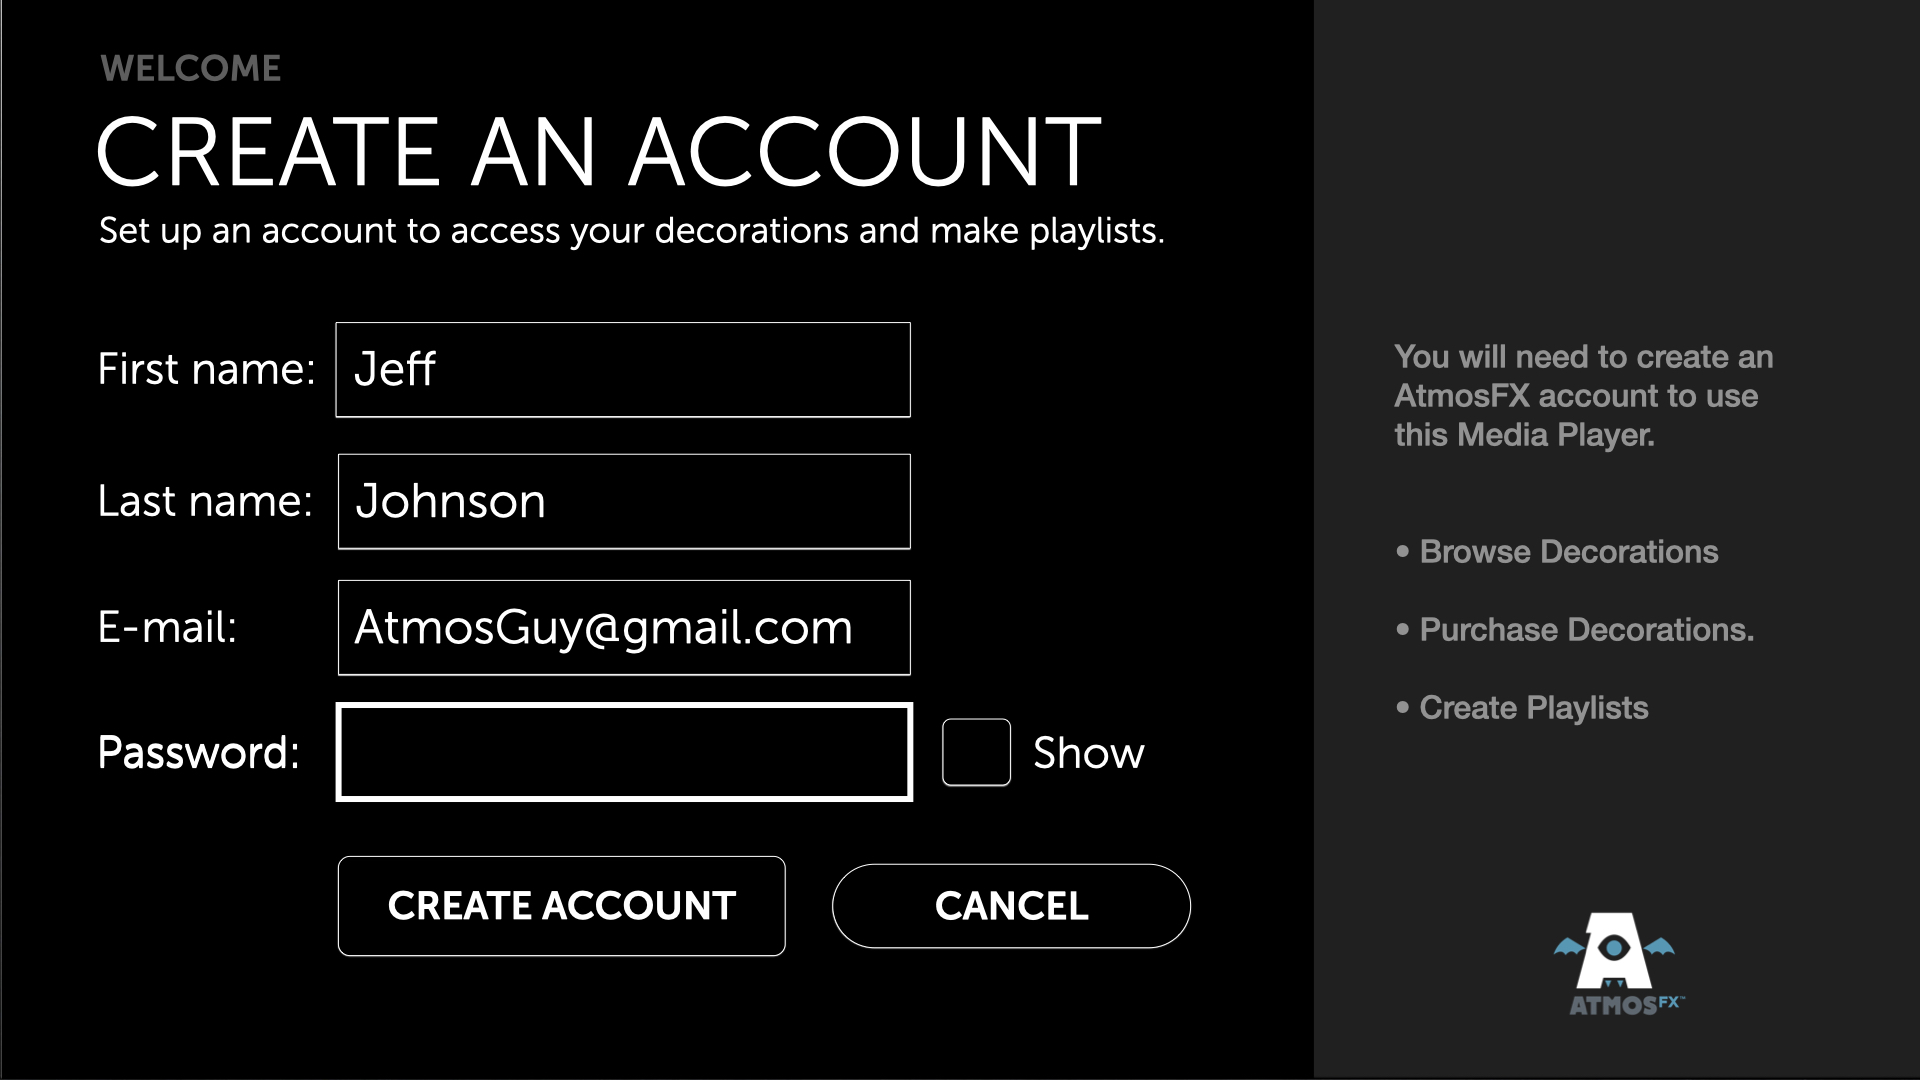 WELCOME
CREATE AN ACCOUNT
Set up an account to access your decorations and make playlists.
First name: Jeff
Last name: Johnson
E-mail: AtmosGuy@gmail.com
Password:
Show
CREATE ACCOUNT
CANCEL
You will need to create an
AtmosFX account to use
this Media Player.
• Browse Decorations
• Purchase Decorations.
• Create Playlists
ATMOSFX™